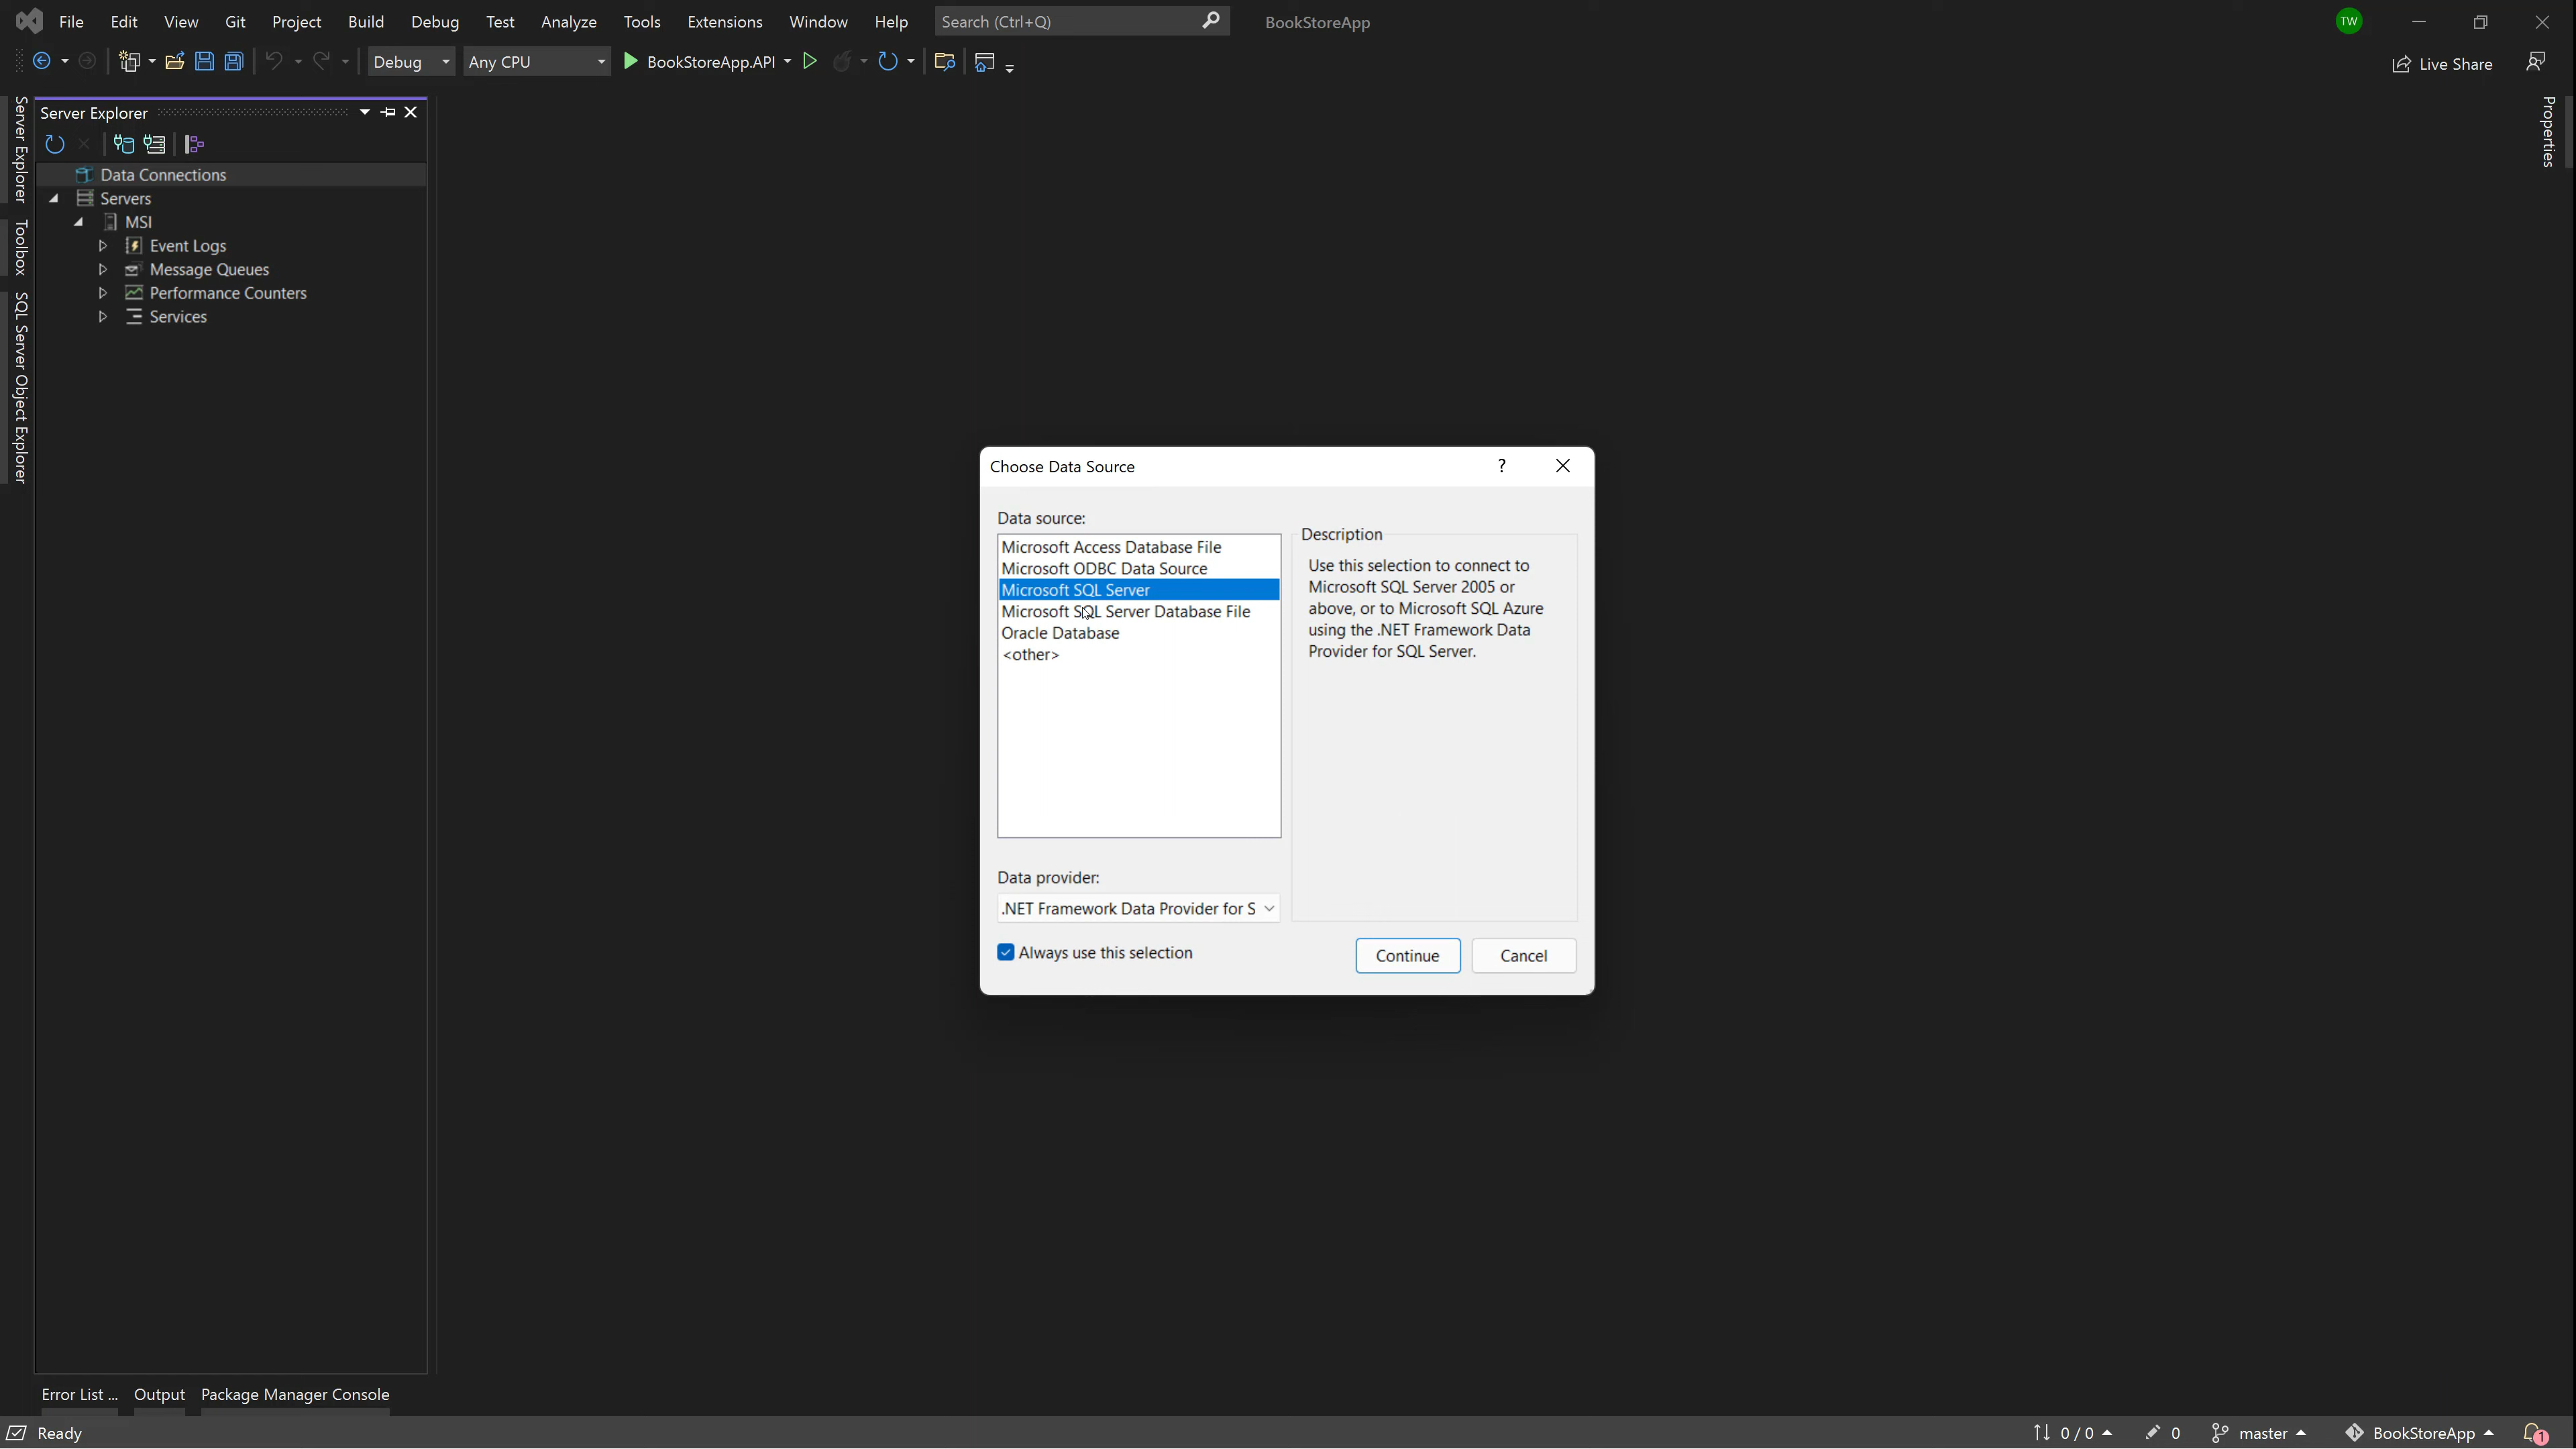 File Edit View Git Project Build Debug Test Analyze Tools Extensions Window Help Search (Ctrl+Q) BookStoreApp TW
Debug Any CPU BookStoreApp.API Live Share
Server Explorer
Toolbox
SQL Server Object Explorer
Server Explorer
Data Connections
Servers
MSI
Event Logs
Message Queues
Performance Counters
Services
Properties
Choose Data Source ?
Data source:
Microsoft Access Database File
Microsoft ODBC Data Source
Microsoft SQL Server
Microsoft SQL Server Database File
Oracle Database
<other>
Description
Use this selection to connect to
Microsoft SQL Server 2005 or
above, or to Microsoft SQL Azure
using the .NET Framework Data
Provider for SQL Server.
Data provider:
.NET Framework Data Provider for S
Always use this selection
Continue Cancel
Error List ... Output Package Manager Console
Ready 0 / 0 0 master BookStoreApp 1